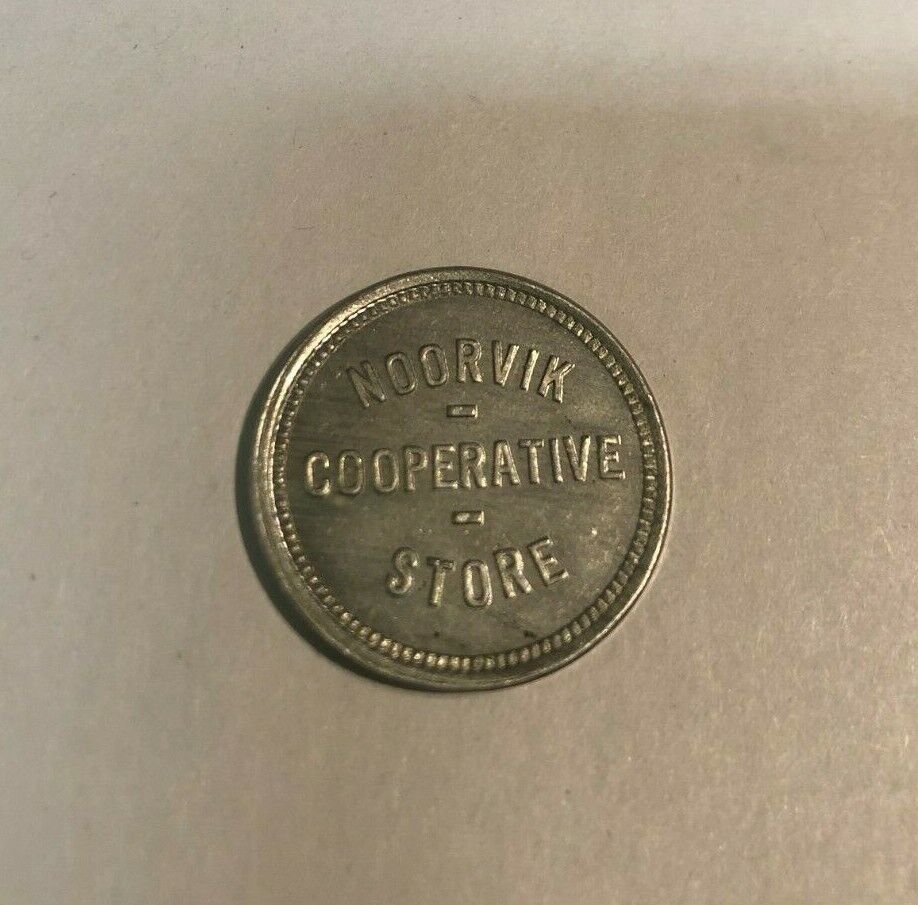 NOORVIK
-
COOPERATIVE
-
STORE